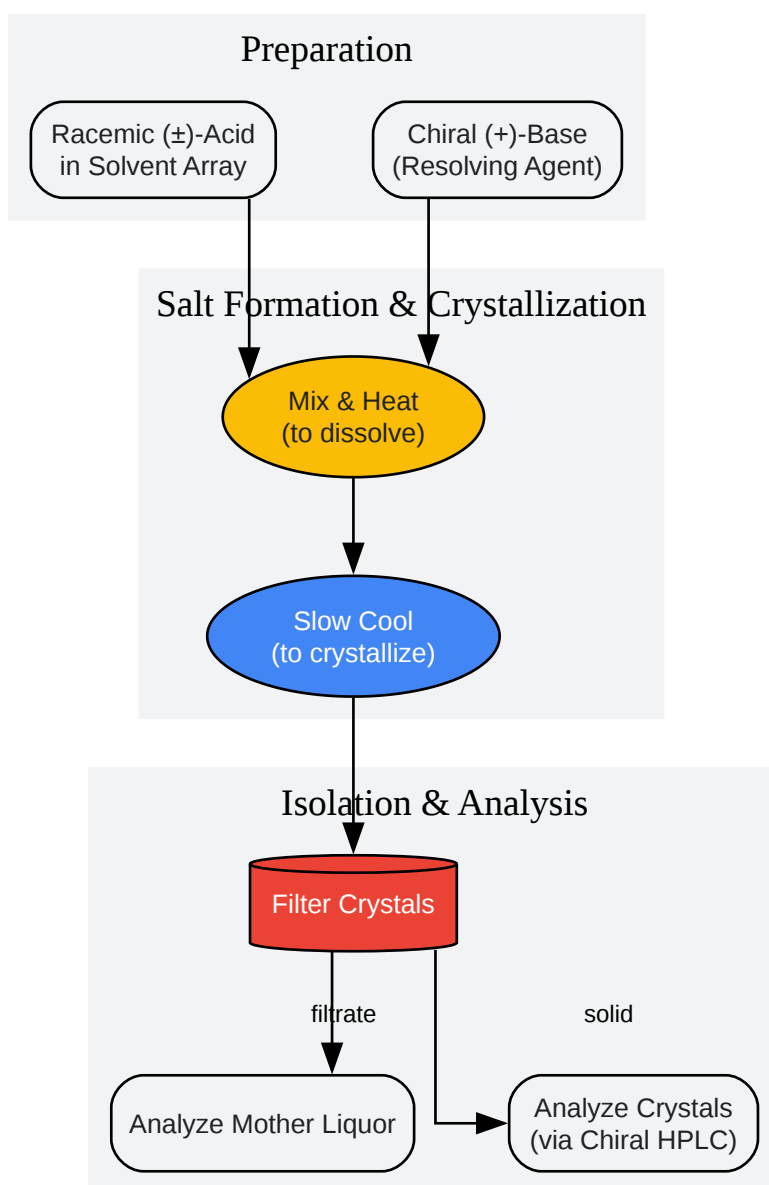 Preparation
Racemic (±)-Acid
in Solvent Array
Chiral (+)-Base
(Resolving Agent)
Salt Formation & Crystallization
Mix & Heat
(to dissolve)
Slow Cool
(to crystallize)
Isolation & Analysis
Filter Crystals
filtrate
solid
Analyze Mother Liquor
Analyze Crystals
(via Chiral HPLC)